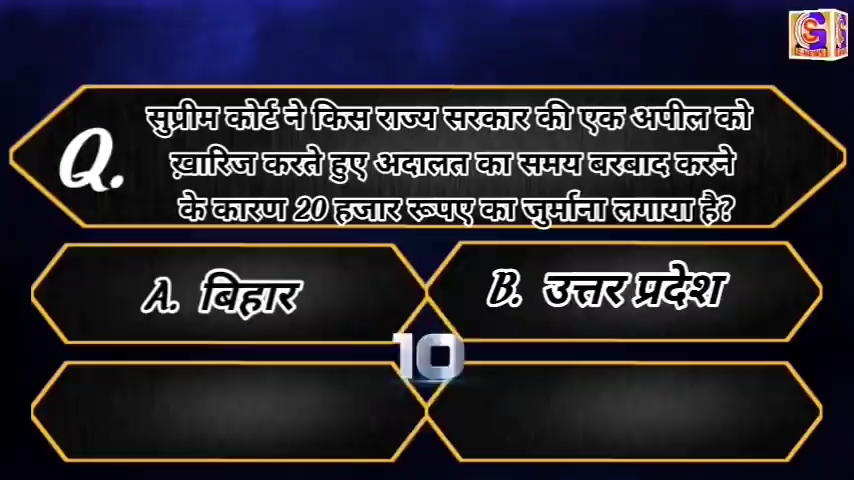 सुप्रीम कोर्ट ने किस राज्य सरकार की एक अपील को
Q. ख़ारिज करते हुए अदालत का समय बरबाद करने
के कारण 20 हजार रूपए का जुर्माना लगाया है?
A. बिहार
B. उत्तर प्रदेश
10